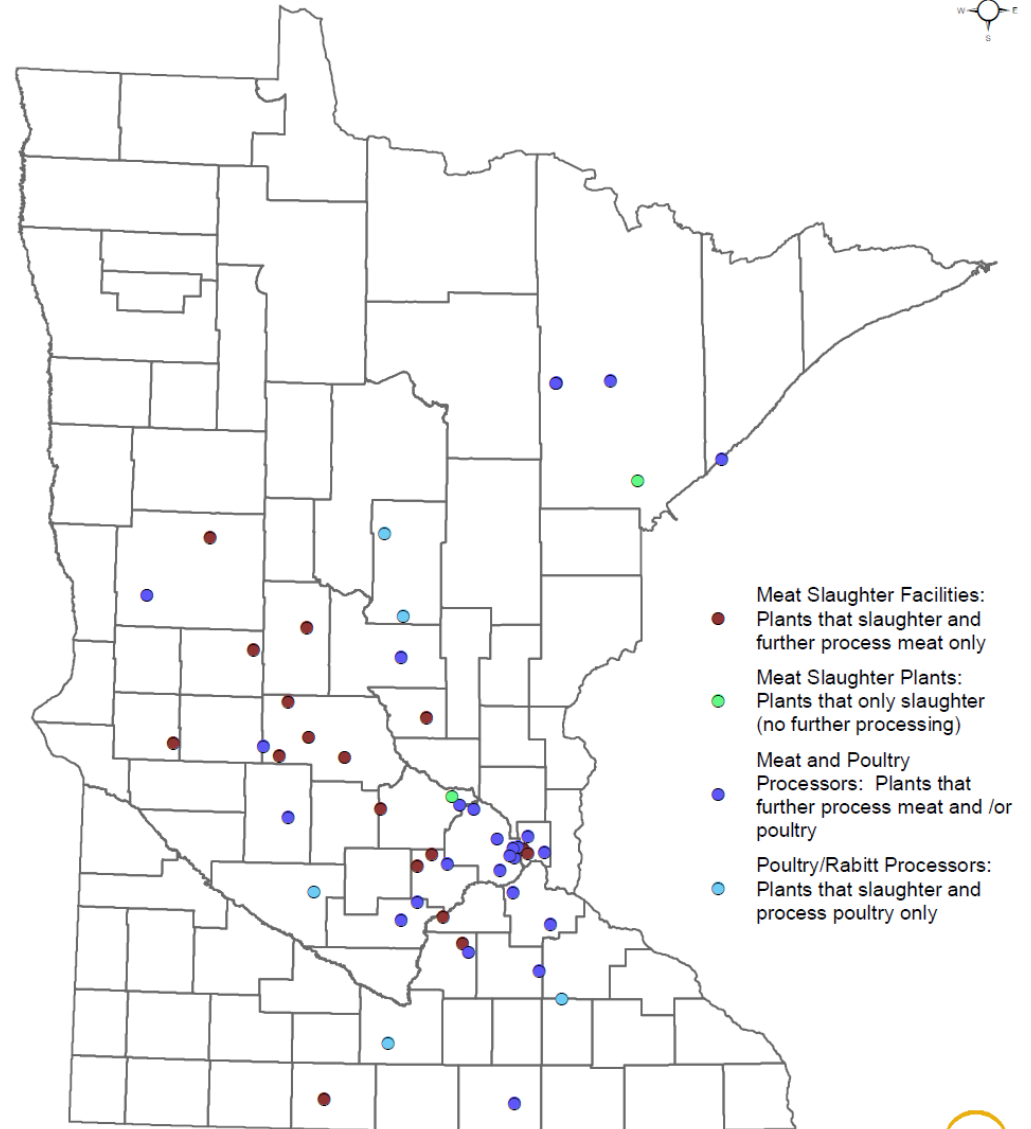 W E
S
Meat Slaughter Facilities:
Plants that slaughter and
further process meat only
Meat Slaughter Plants:
Plants that only slaughter
(no further processing)
Meat and Poultry
Processors: Plants that
further process meat and /or
poultry
Poultry/Rabitt Processors:
Plants that slaughter and
process poultry only